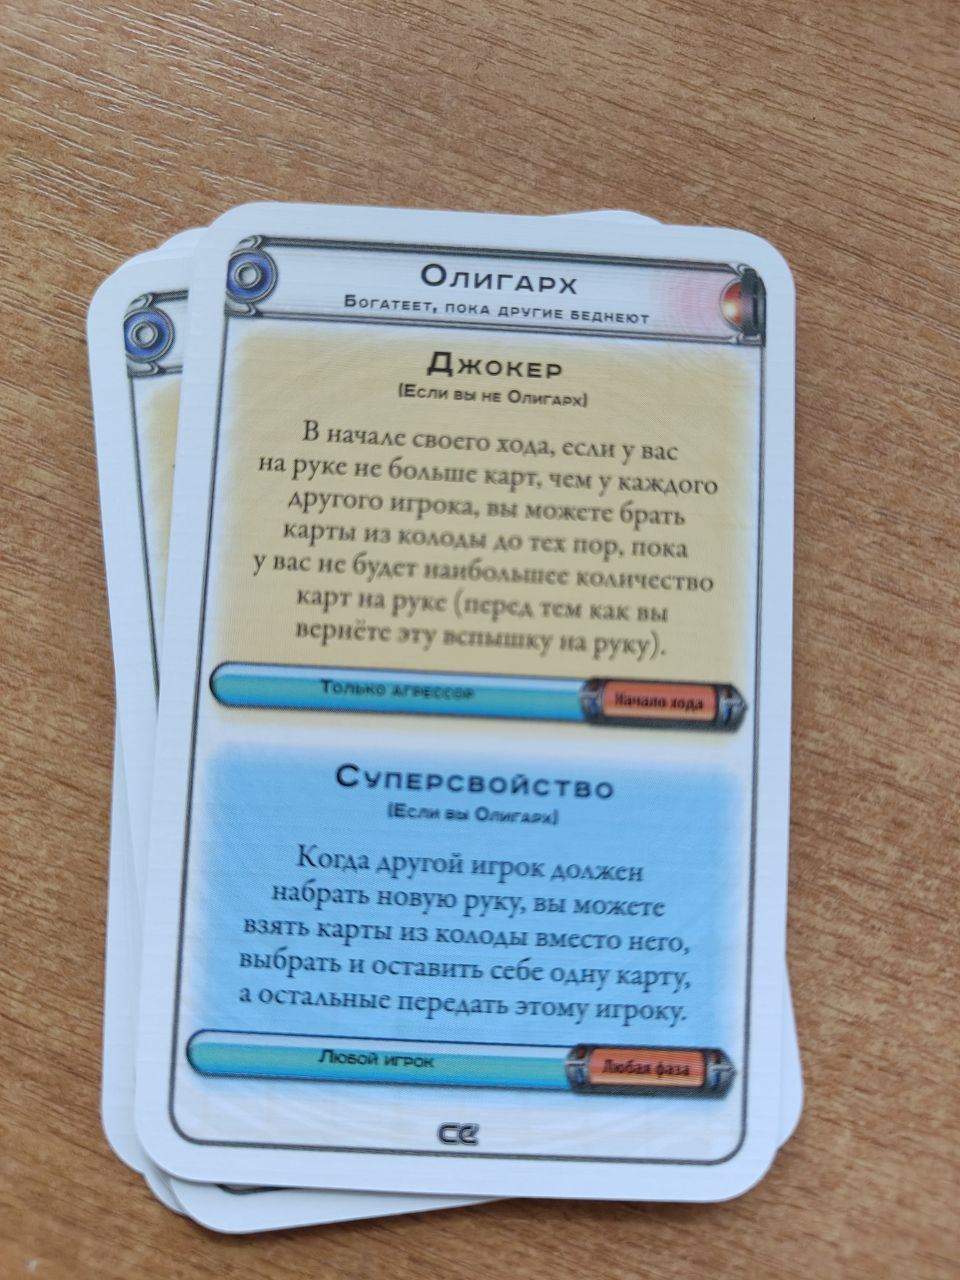 Олигарх
Богатеет, пока другие беднеют
Джокер
(Если вы не Олигарх)
В начале своего хода, если у вас
на руке не больше карт, чем у каждого
другого игрока, вы можете брать
карты из колоды до тех пор, пока
у вас не будет наибольшее количество
карт на руке (перед тем как вы
вернёте эту вспышку на руку).
Только агрессор
Начало хода
Суперсвойство
(Если вы Олигарх)
Когда другой игрок должен
набрать новую руку, вы можете
взять карты из колоды вместо него,
выбрать и оставить себе одну карту,
а остальные передать этому игроку.
Любой игрок
Любая фаза